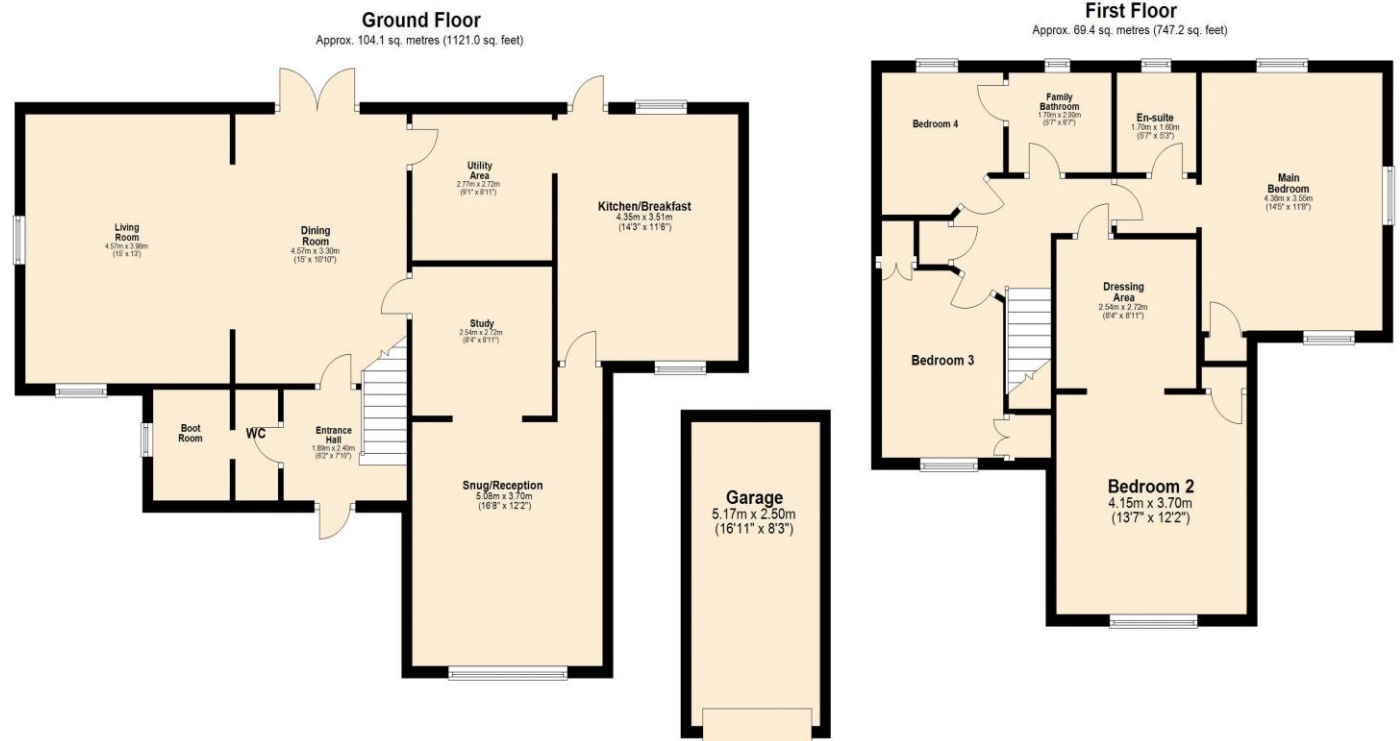 Ground Floor
Approx. 104.1 sq. metres (1121.0 sq. feet)
Living
Room
4.57m x 3.98m
(15' x 13')
Dining
Room
4.57m x 3.30m
(15' x 10'10")
Utility
Area
2.77m x 2.72m
(9'1" x 8'11")
Kitchen/Breakfast
4.35m x 3.51m
(14'3" x 11'6")
Study
2.54m x 2.72m
(8'4" x 8'11")
Boot
Room
WC
Entrance
Hall
1.89m x 2.40m
(6'2" x 7'10")
Snug/Reception
5.08m x 3.70m
(16'8" x 12'2")
Garage
5.17m x 2.50m
(16'11" x 8'3")
First Floor
Approx. 69.4 sq. metres (747.2 sq. feet)
Bedroom 4
Family
Bathroom
1.70m x 2.00m
(5'7" x 6'7")
En-suite
1.70m x 1.60m
(5'7" x 5'3")
Main
Bedroom
4.38m x 3.55m
(14'5" x 11'8")
Dressing
Area
2.54m x 2.72m
(8'4" x 8'11")
Bedroom 3
Bedroom 2
4.15m x 3.70m
(13'7" x 12'2")